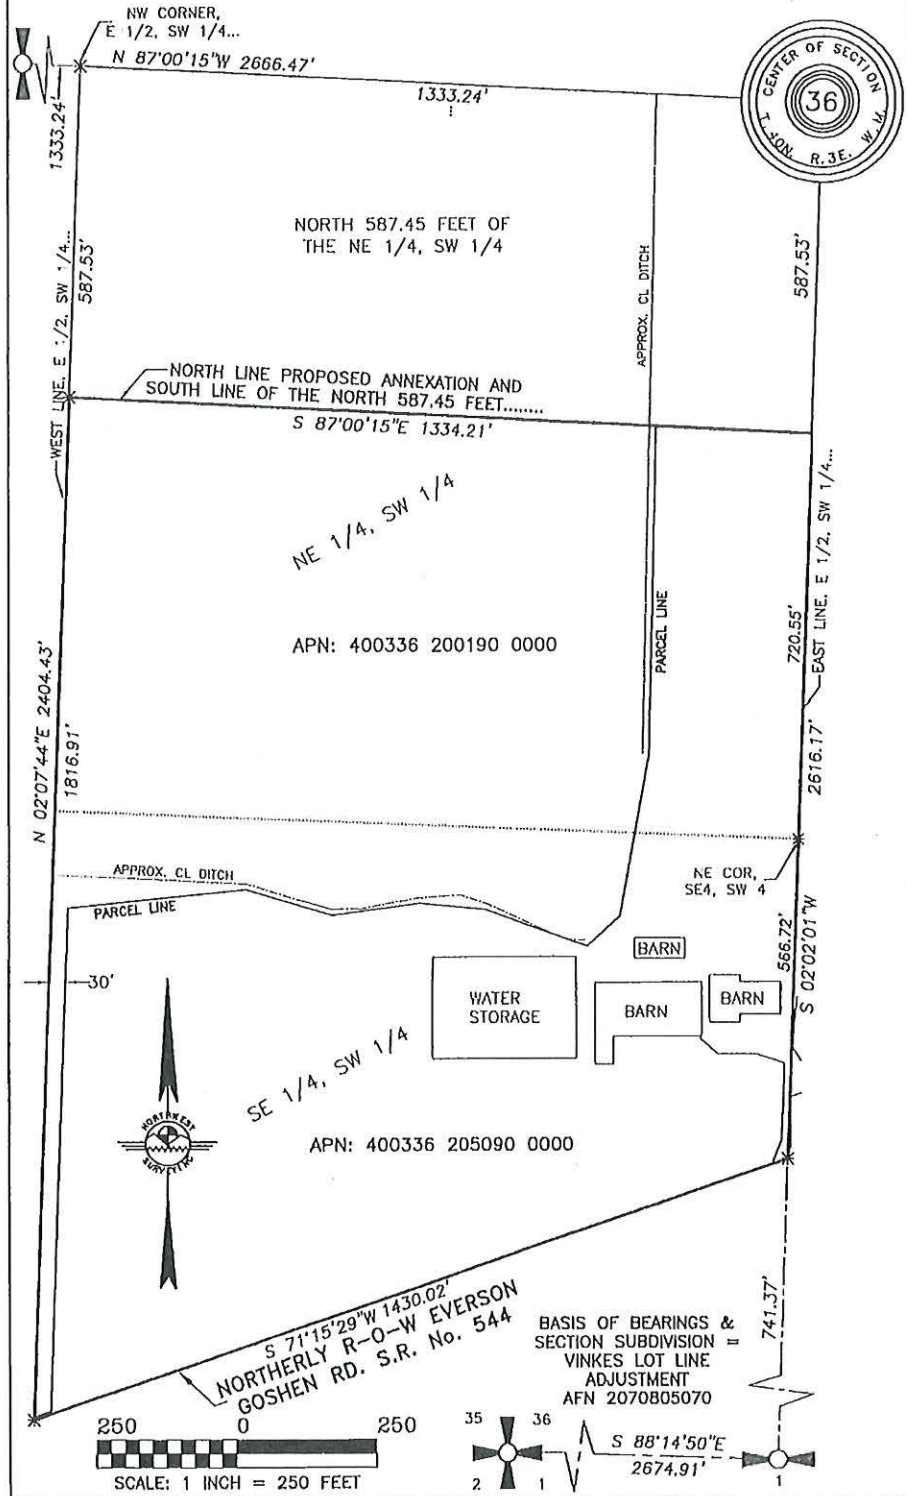 NW CORNER,
E 1/2, SW 1/4...
N 87°00'15"W 2666.47'
1333.24'
1333.24'
CENTER OF SECTION
36
T. 40N. R.3E. W.M.
NORTH 587.45 FEET OF
THE NE 1/4, SW 1/4
WEST LINE, E 1/2, SW 1/4...
587.53'
APPROX. CL DITCH
587.53'
NORTH LINE PROPOSED ANNEXATION AND
SOUTH LINE OF THE NORTH 587.45 FEET........
S 87°00'15"E 1334.21'
NE 1/4, SW 1/4
APN: 400336 200190 0000
PARCEL LINE
720.55'
EAST LINE, E 1/2, SW 1/4...
2616.17'
N 02°07'44"E 2404.43'
1816.91'
APPROX. CL DITCH
PARCEL LINE
NE COR,
SE4, SW 4
30'
BARN
WATER
STORAGE
BARN
BARN
566.72'
S 02°02'01"W
SE 1/4, SW 1/4
NORTHWEST
SURVEYING
APN: 400336 205090 0000
S 71°15'29"W 1430.02'
NORTHERLY R-O-W EVERSON
GOSHEN RD. S.R. No. 544
BASIS OF BEARINGS &
SECTION SUBDIVISION =
VINKES LOT LINE
ADJUSTMENT
AFN 2070805070
741.37'
250 0 250
SCALE: 1 INCH = 250 FEET
35 36
2 1
S 88°14'50"E
2674.91'
1